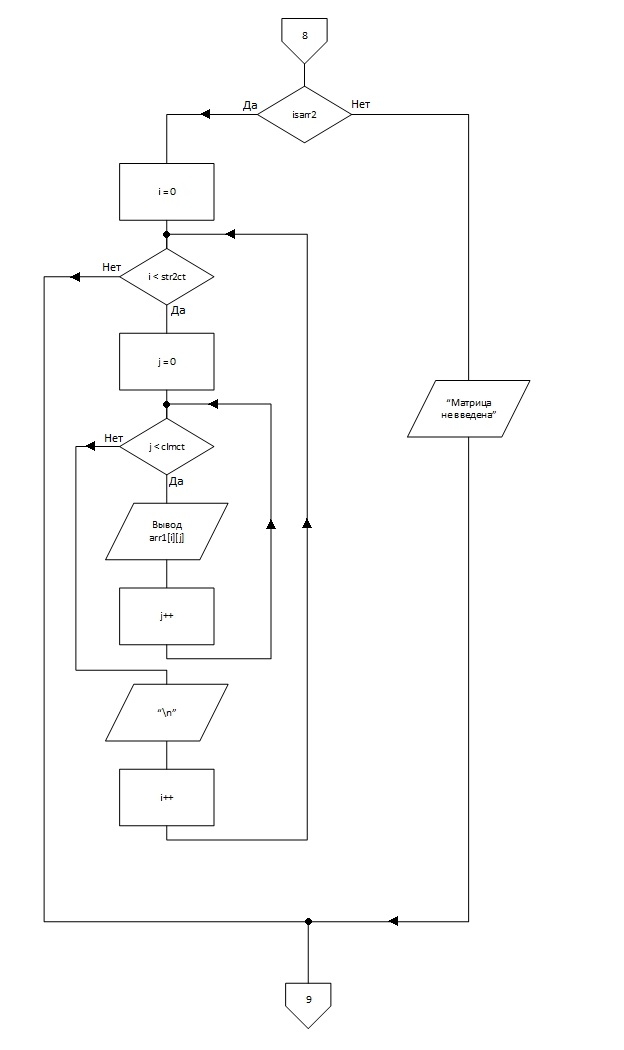 8
Да
Нет
isarr2
i = 0
Нет
i < str2ct
Да
j = 0
Нет
j < clmct
Да
"Матрица
не введена"
Вывод
arr1[i][j]
j++
"\n"
i++
9